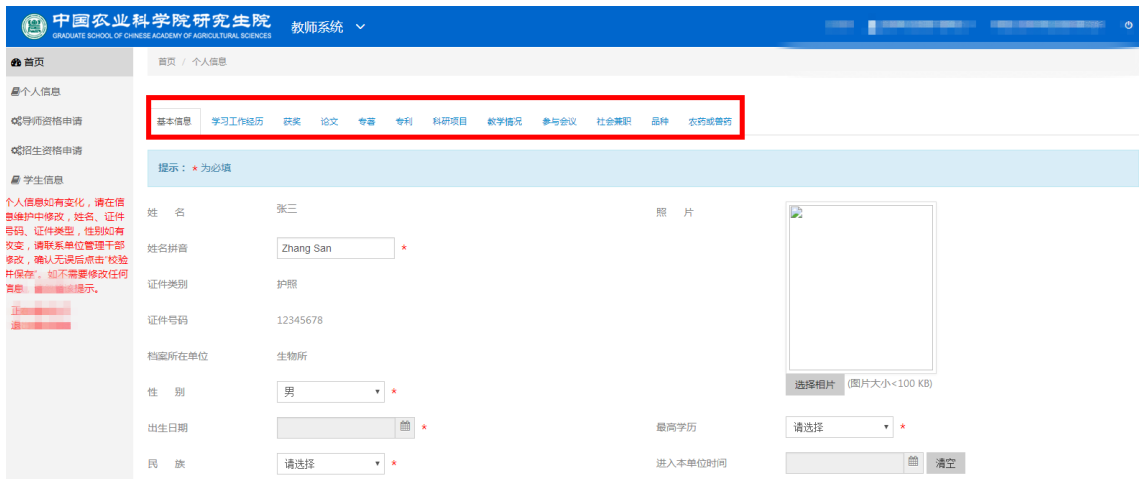 中国农业科学院研究生院
GRADUATE SCHOOL OF CHINESE ACADEMY OF AGRICULTURAL SCIENCES
教师系统
首页
个人信息
导师资格申请
招生资格申请
学生信息
个人信息如有变化，请在信
息维护中修改，姓名、证件
号码、证件类型，性别如有
改变，请联系单位管理干部
修改，确认无误后点击"校验
并保存"。如不需要修改任何
信息
提示。
首页 / 个人信息
基本信息 学习工作经历 获奖 论文 专著 专利 科研项目 教学情况 参与会议 社会兼职 品种 农药或兽药
提示：* 为必填
姓 名 张三 照 片
姓名拼音 Zhang San *
证件类别 护照
证件号码 12345678
档案所在单位 生物所
选择相片 (图片大小<100 KB)
性 别 男 *
出生日期 * 最高学历 请选择 *
民 族 请选择 * 进入本单位时间 清空